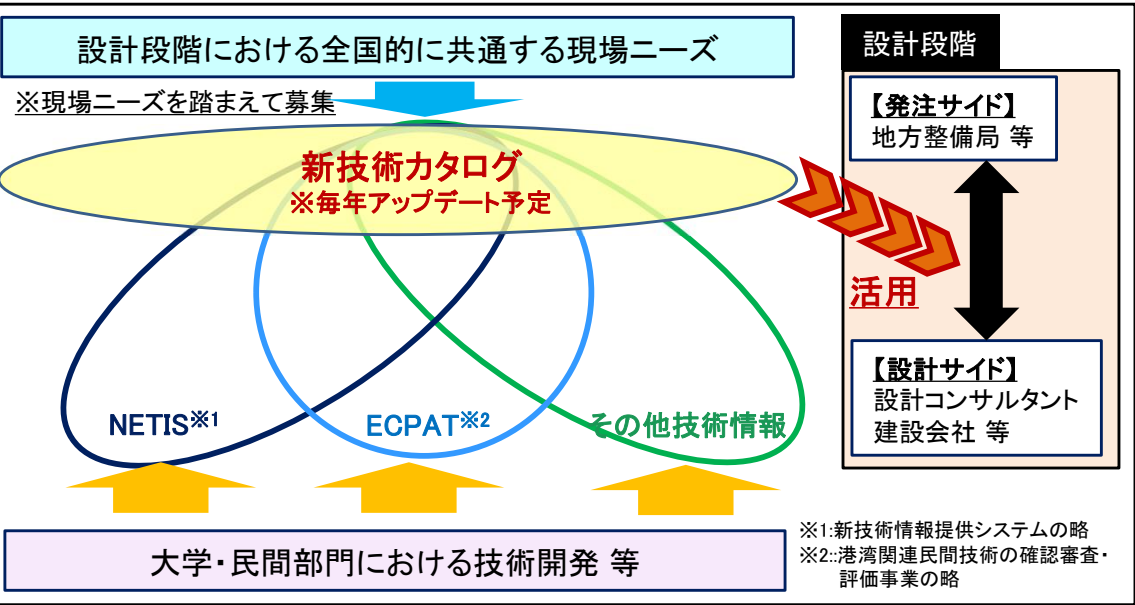 設計段階における全国的に共通する現場ニーズ
※現場ニーズを踏まえて募集
新技術カタログ
※毎年アップデート予定
NETIS※1
ECPAT※2
その他技術情報
大学・民間部門における技術開発 等
設計段階
【発注サイド】
地方整備局 等
活用
【設計サイド】
設計コンサルタント
建設会社 等
※1:新技術情報提供システムの略
※2::港湾関連民間技術の確認審査・
評価事業の略